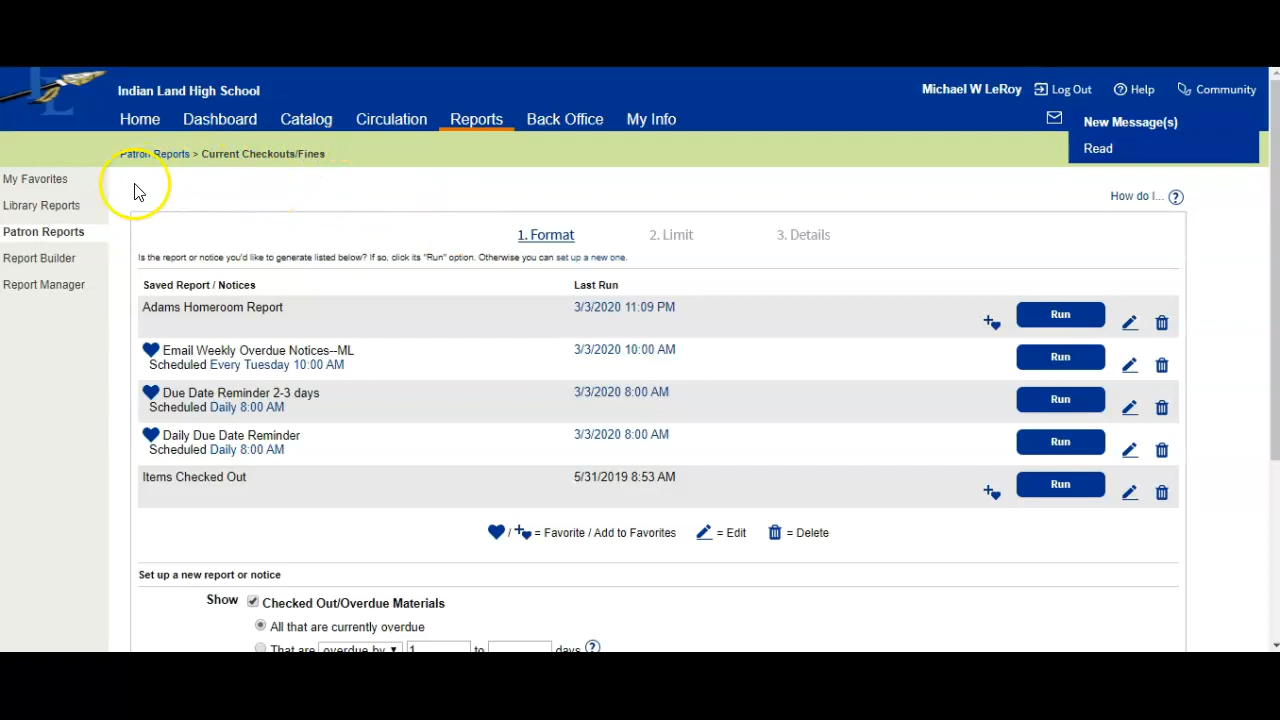 Indian Land High School
Michael W LeRoy Log Out Help Community
Home Dashboard Catalog Circulation Reports Back Office My Info
New Message(s)
Read
Patron Reports > Current Checkouts/Fines
My Favorites
Library Reports
Patron Reports
Report Builder
Report Manager
How do I...
1. Format 2. Limit 3. Details
Is the report or notice you'd like to generate listed below? If so, click its "Run" option. Otherwise you can set up a new one.
Saved Report / Notices Last Run
Adams Homeroom Report 3/3/2020 11:09 PM Run
Email Weekly Overdue Notices--ML 3/3/2020 10:00 AM Run
Scheduled Every Tuesday 10:00 AM
Due Date Reminder 2-3 days 3/3/2020 8:00 AM Run
Scheduled Daily 8:00 AM
Daily Due Date Reminder 3/3/2020 8:00 AM Run
Scheduled Daily 8:00 AM
Items Checked Out 5/31/2019 8:53 AM Run
/ = Favorite / Add to Favorites = Edit = Delete
Set up a new report or notice
Show Checked Out/Overdue Materials
All that are currently overdue
That are overdue by 1 to days